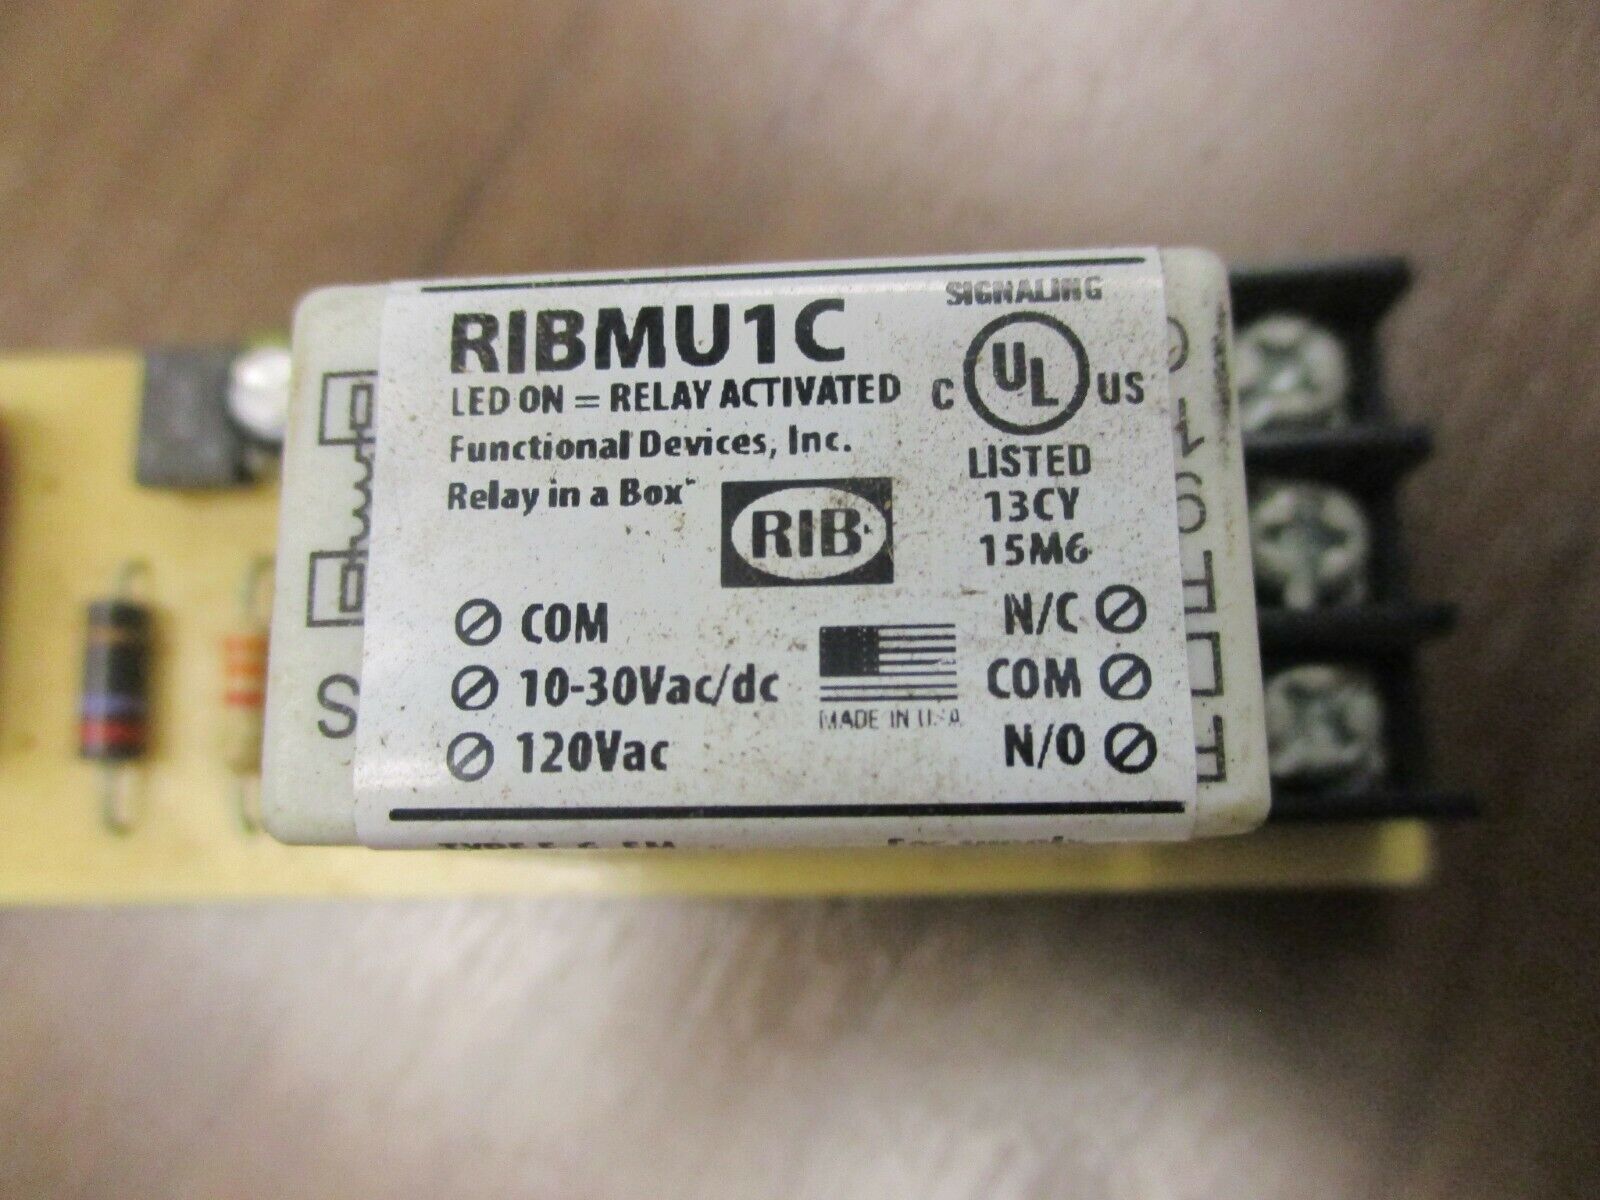 SIGNALING
RIBMU1C
LED ON = RELAY ACTIVATED
C UL US
Functional Devices, Inc.
LISTED
Relay in a Box
RIB
13CY
15M6
COM
N/C
10-30Vac/dc
COM
MADE IN U.S.A.
120Vac
N/O